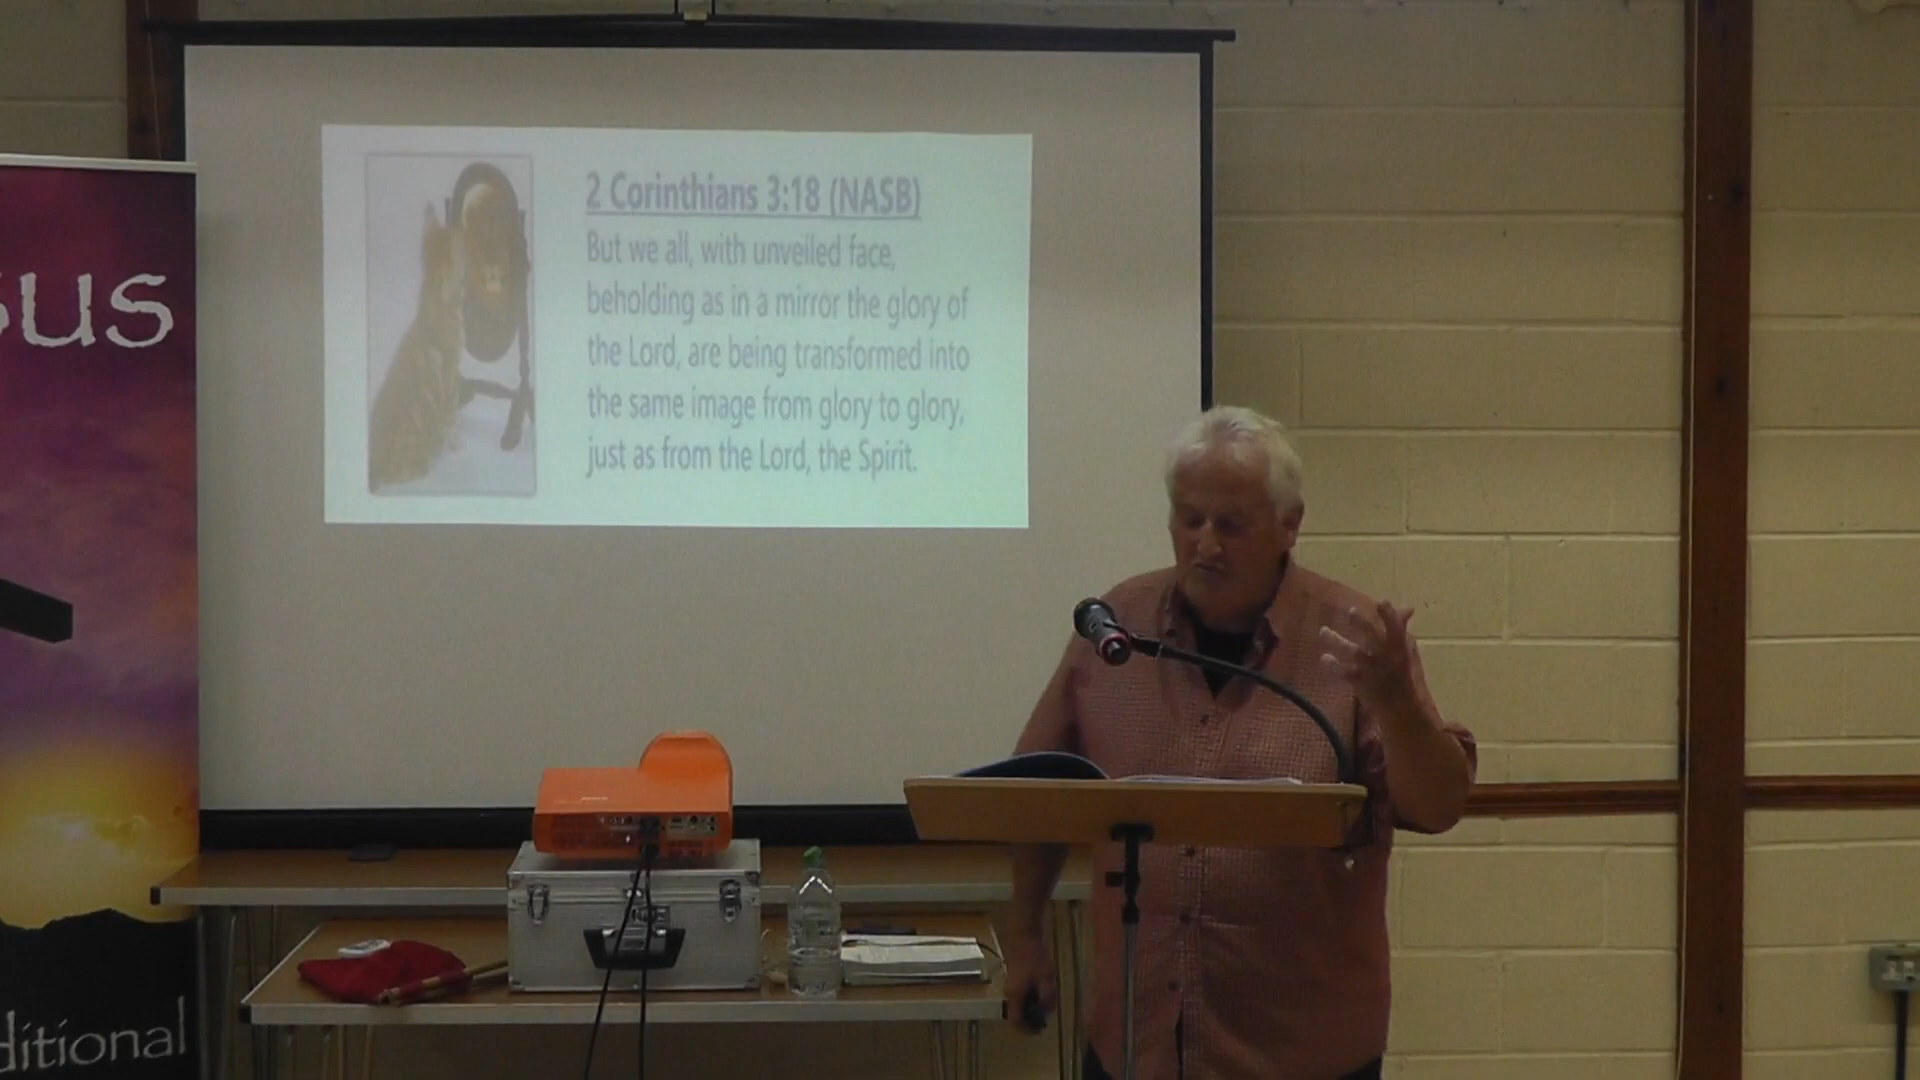 2 Corinthians 3:18 (NASB)
But we all, with unveiled face,
beholding as in a mirror the glory of
the Lord, are being transformed into
the same image from glory to glory,
just as from the Lord, the Spirit.
sus
ditional